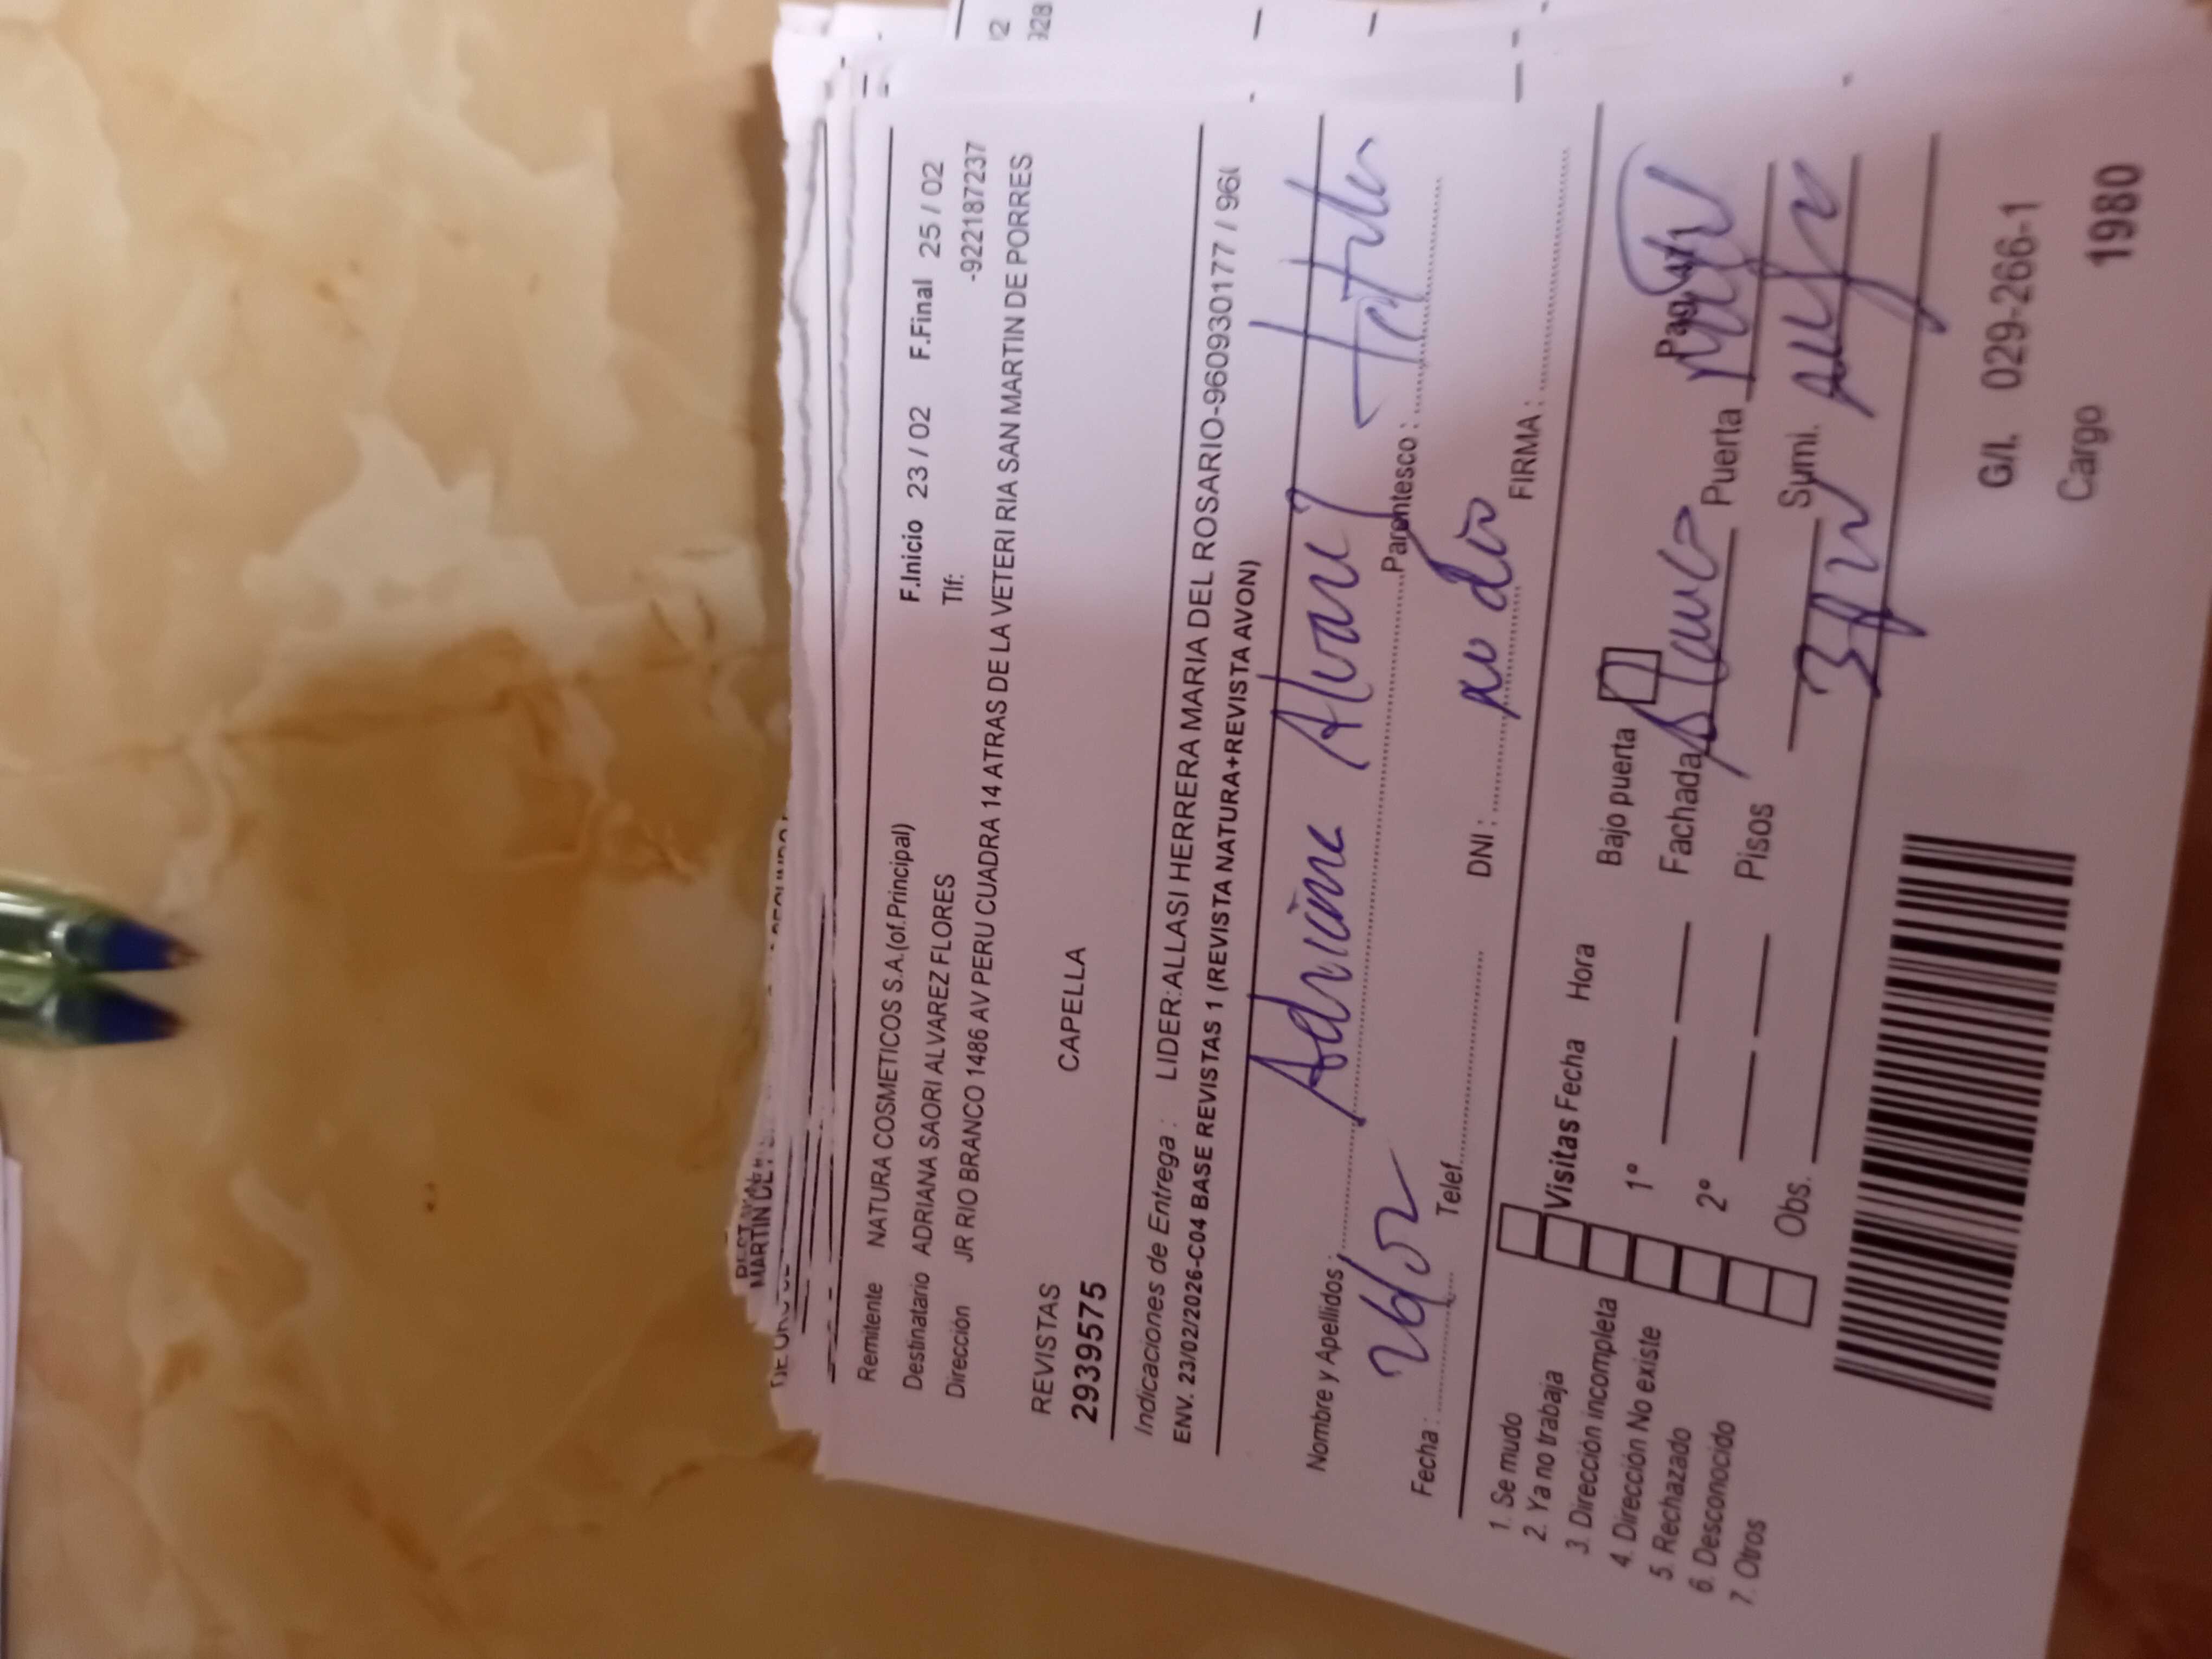 928
Remitente NATURA COSMETICOS S.A.(of.Principal) F.Inicio 23 / 02 F.Final 25 / 02
Destinatario ADRIANA SAORI ALVAREZ FLORES Tlf: -922187237
Dirección JR RIO BRANCO 1486 AV PERU CUADRA 14 ATRAS DE LA VETERI RIA SAN MARTIN DE PORRES
REVISTAS CAPELLA
2939575
Indicaciones de Entrega : LIDER:ALLASI HERRERA MARIA DEL ROSARIO-960930177 / 960
ENV. 23/02/2026-C04 BASE REVISTAS 1 (REVISTA NATURA+REVISTA AVON)
Nombre y Apellidos : Parentesco :
Fecha : 26/02 Telef. DNI : no dio FIRMA :
1. Se mudo
2. Ya no trabaja
3. Dirección incompleta
4. Dirección No existe
5. Rechazado
6. Desconocido
7. Otros
Visitas Fecha Hora Bajo puerta
1° Fachada Puerta
2° Pisos Sumi.
Obs.
G/L 029-266-1
Cargo 1980